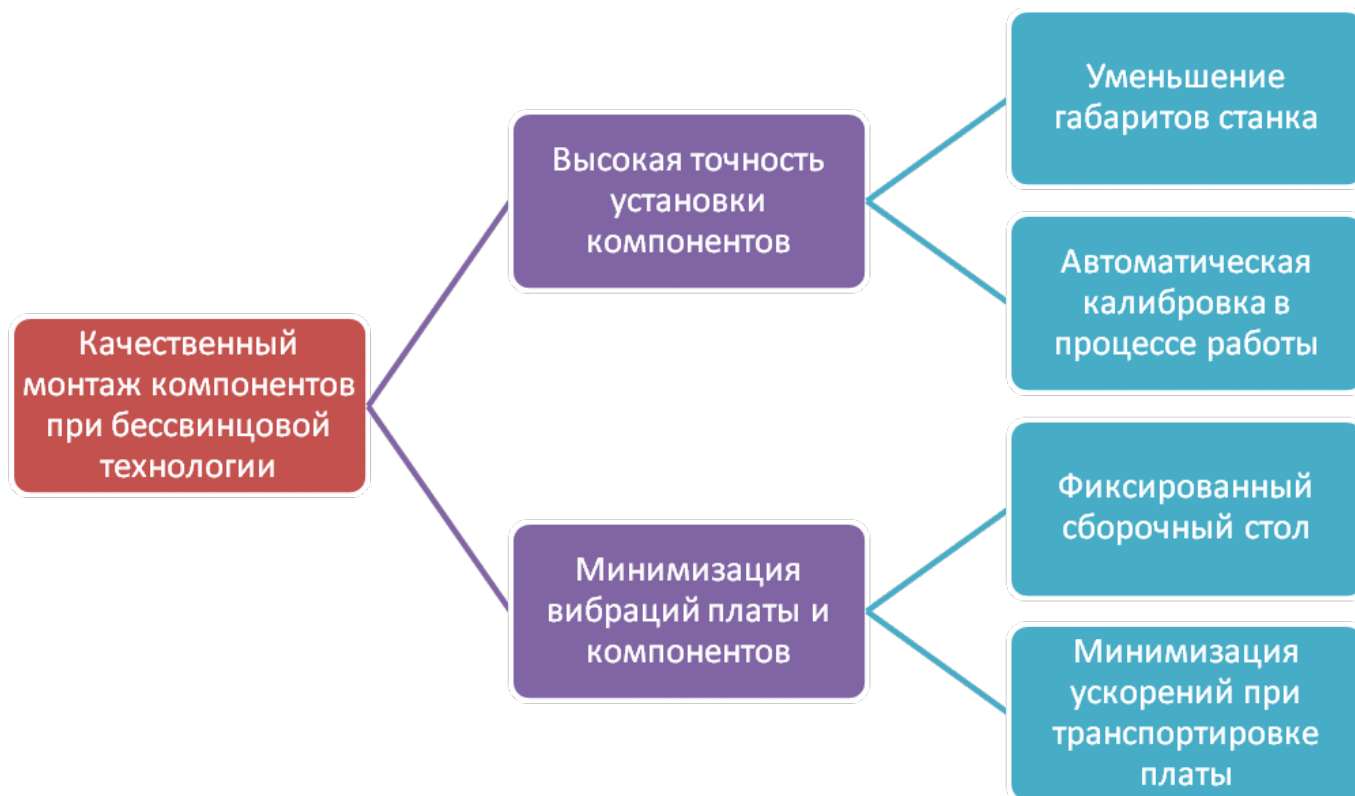 Качественный
монтаж компонентов
при бессвинцовой
технологии
Высокая точность
установки
компонентов
Минимизация
вибраций платы и
компонентов
Уменьшение
габаритов станка
Автоматическая
калибровка в
процессе работы
Фиксированный
сборочный стол
Минимизация
ускорений при
транспортировке
платы